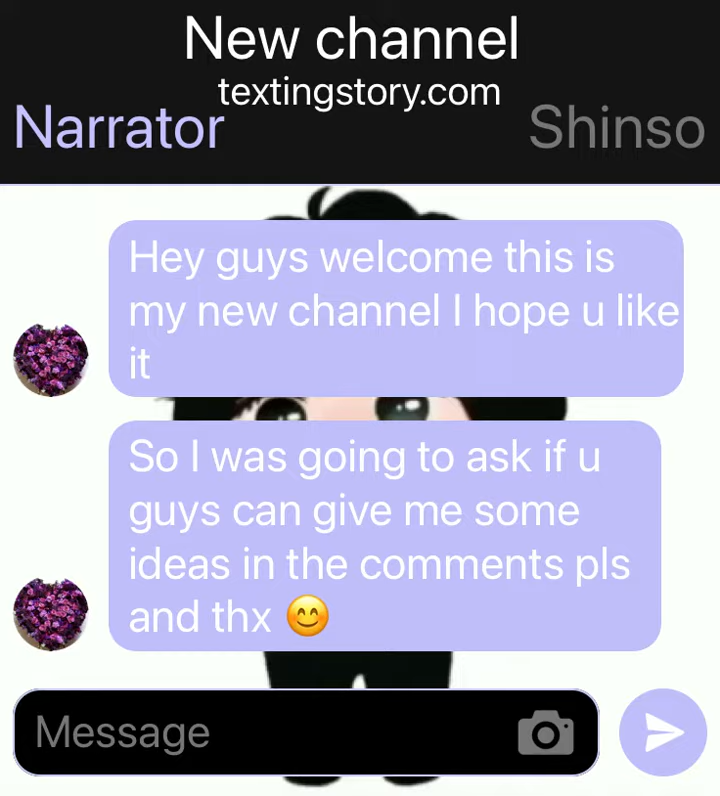 New channel
textingstory.com
Narrator
Shinso
Hey guys welcome this is
my new channel I hope u like
it
So I was going to ask if u
guys can give me some
ideas in the comments pls
and thx 😊
Message